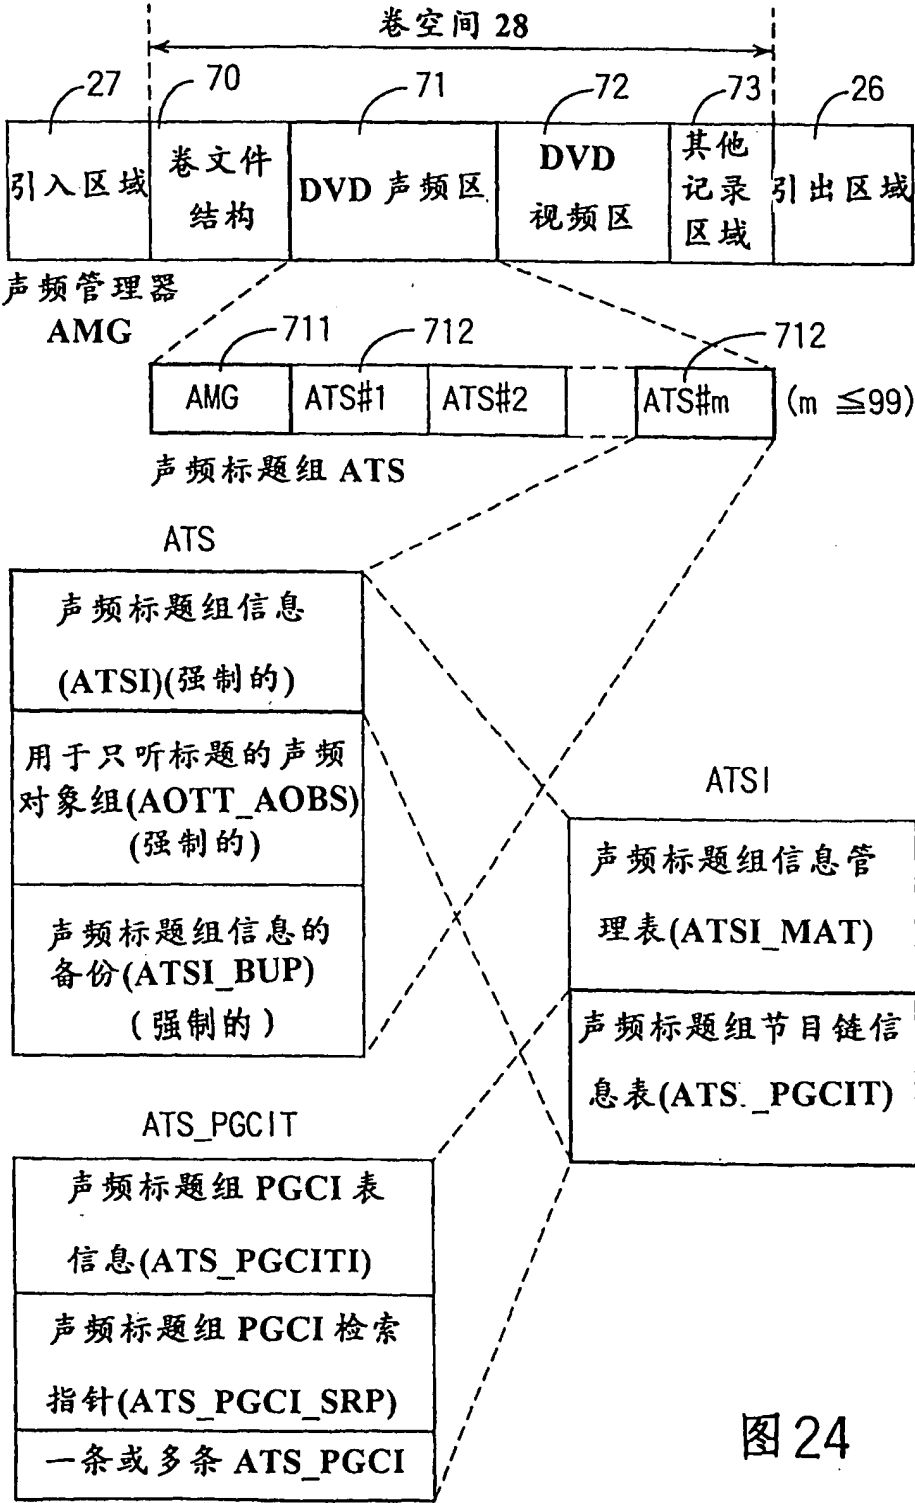 卷空间 28
27
70
71
72
73
26
引入区域
卷文件
结构
DVD 声频区
DVD
视频区
其他
记录
区域
引出区域
声频管理器
AMG
711
712
712
AMG
ATS#1
ATS#2
ATS#m
(m ≦99)
声频标题组 ATS
ATS
声频标题组信息
(ATSI)(强制的)
用于只听标题的声频
对象组(AOTT_AOBS)
(强制的)
声频标题组信息的
备份(ATSI_BUP)
(强制的)
ATSI
声频标题组信息管
理表(ATSI_MAT)
声频标题组节目链信
息表(ATS_PGCIT)
ATS_PGCIT
声频标题组 PGCI 表
信息(ATS_PGCITI)
声频标题组 PGCI 检索
指针(ATS_PGCI_SRP)
一条或多条 ATS_PGCI
图24